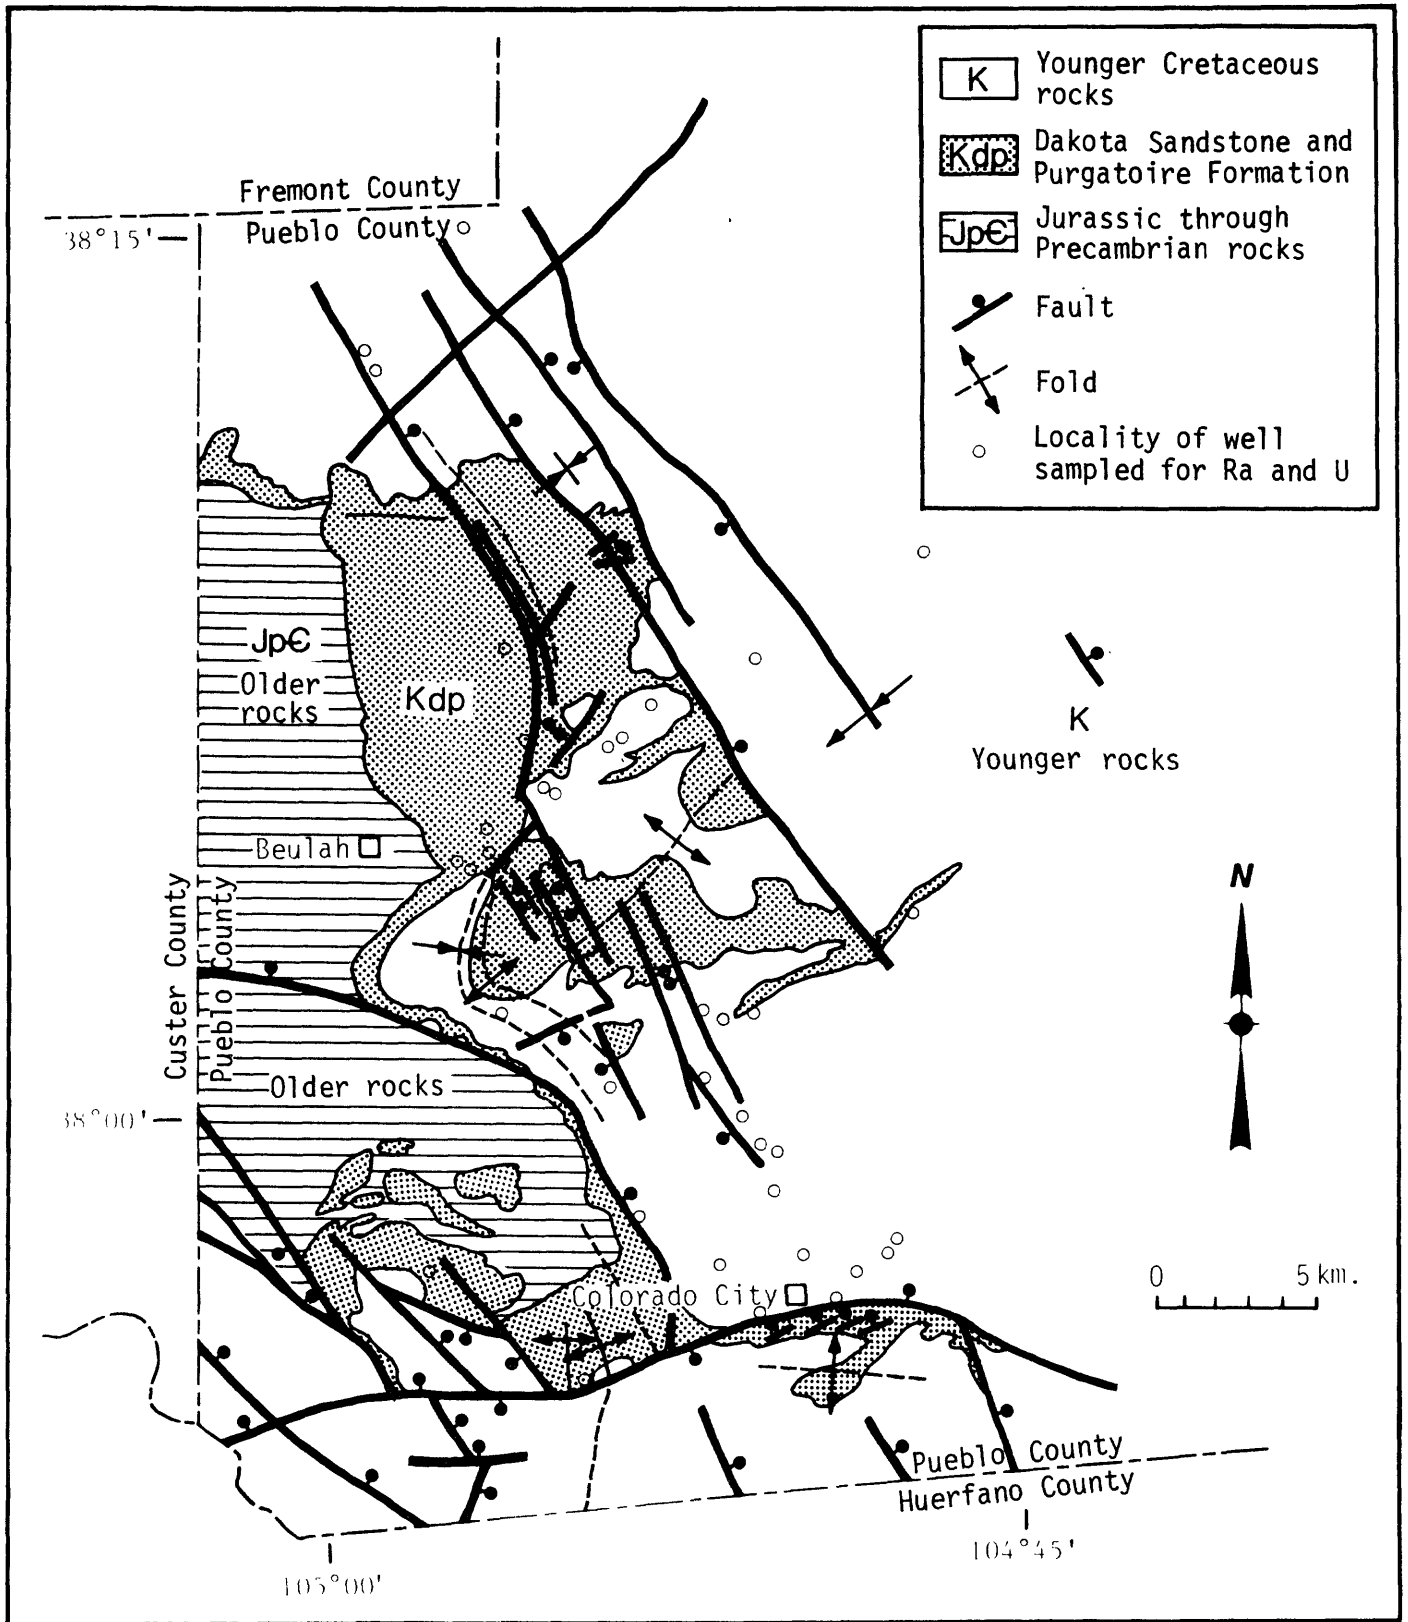 K
Younger Cretaceous
rocks
Kdp
Dakota Sandstone and
Purgatoire Formation
JpЄ
Jurassic through
Precambrian rocks
Fault
Fold
Locality of well
sampled for Ra and U
Fremont County
Pueblo County
38°15'
JpЄ
Older
rocks
Kdp
K
Younger rocks
Beulah
Custer County
Pueblo County
N
Older rocks
38°00'
0 5 km.
Colorado City
Pueblo County
Huerfano County
104°45'
105°00'